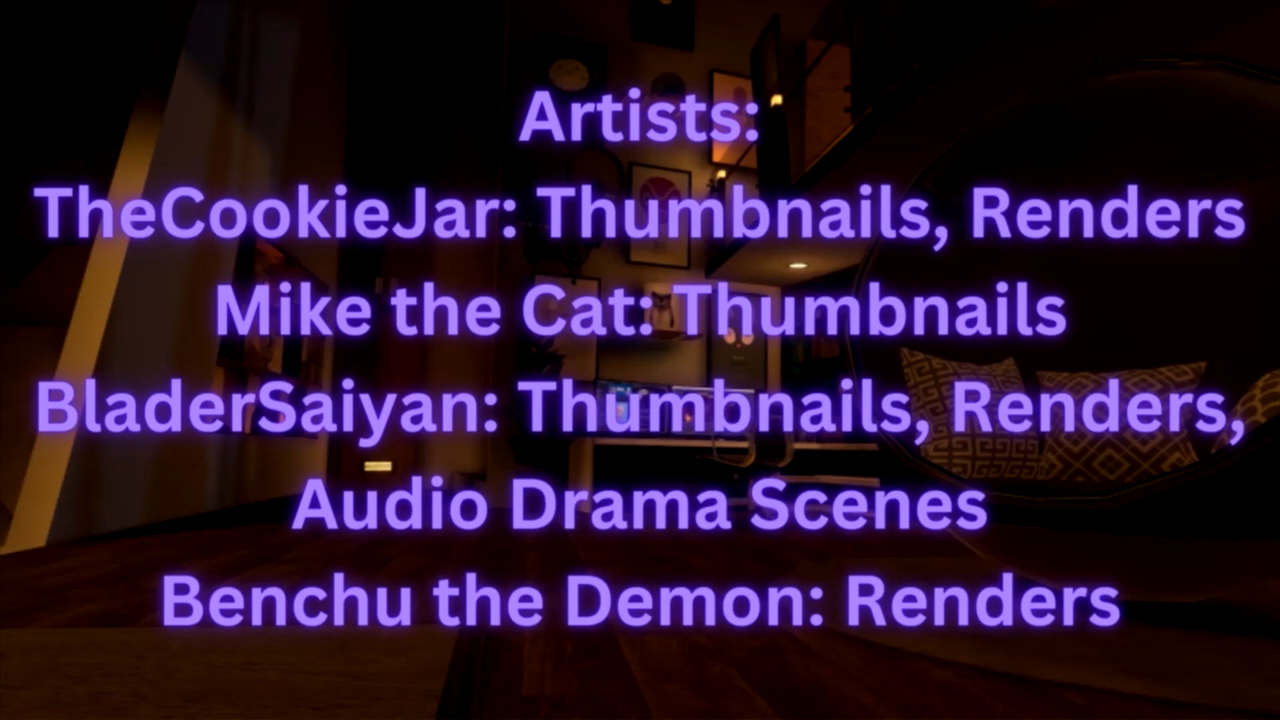 Artists:
TheCookieJar: Thumbnails, Renders
Mike the Cat: Thumbnails
BladerSaiyan: Thumbnails, Renders,
Audio Drama Scenes
Benchu the Demon: Renders